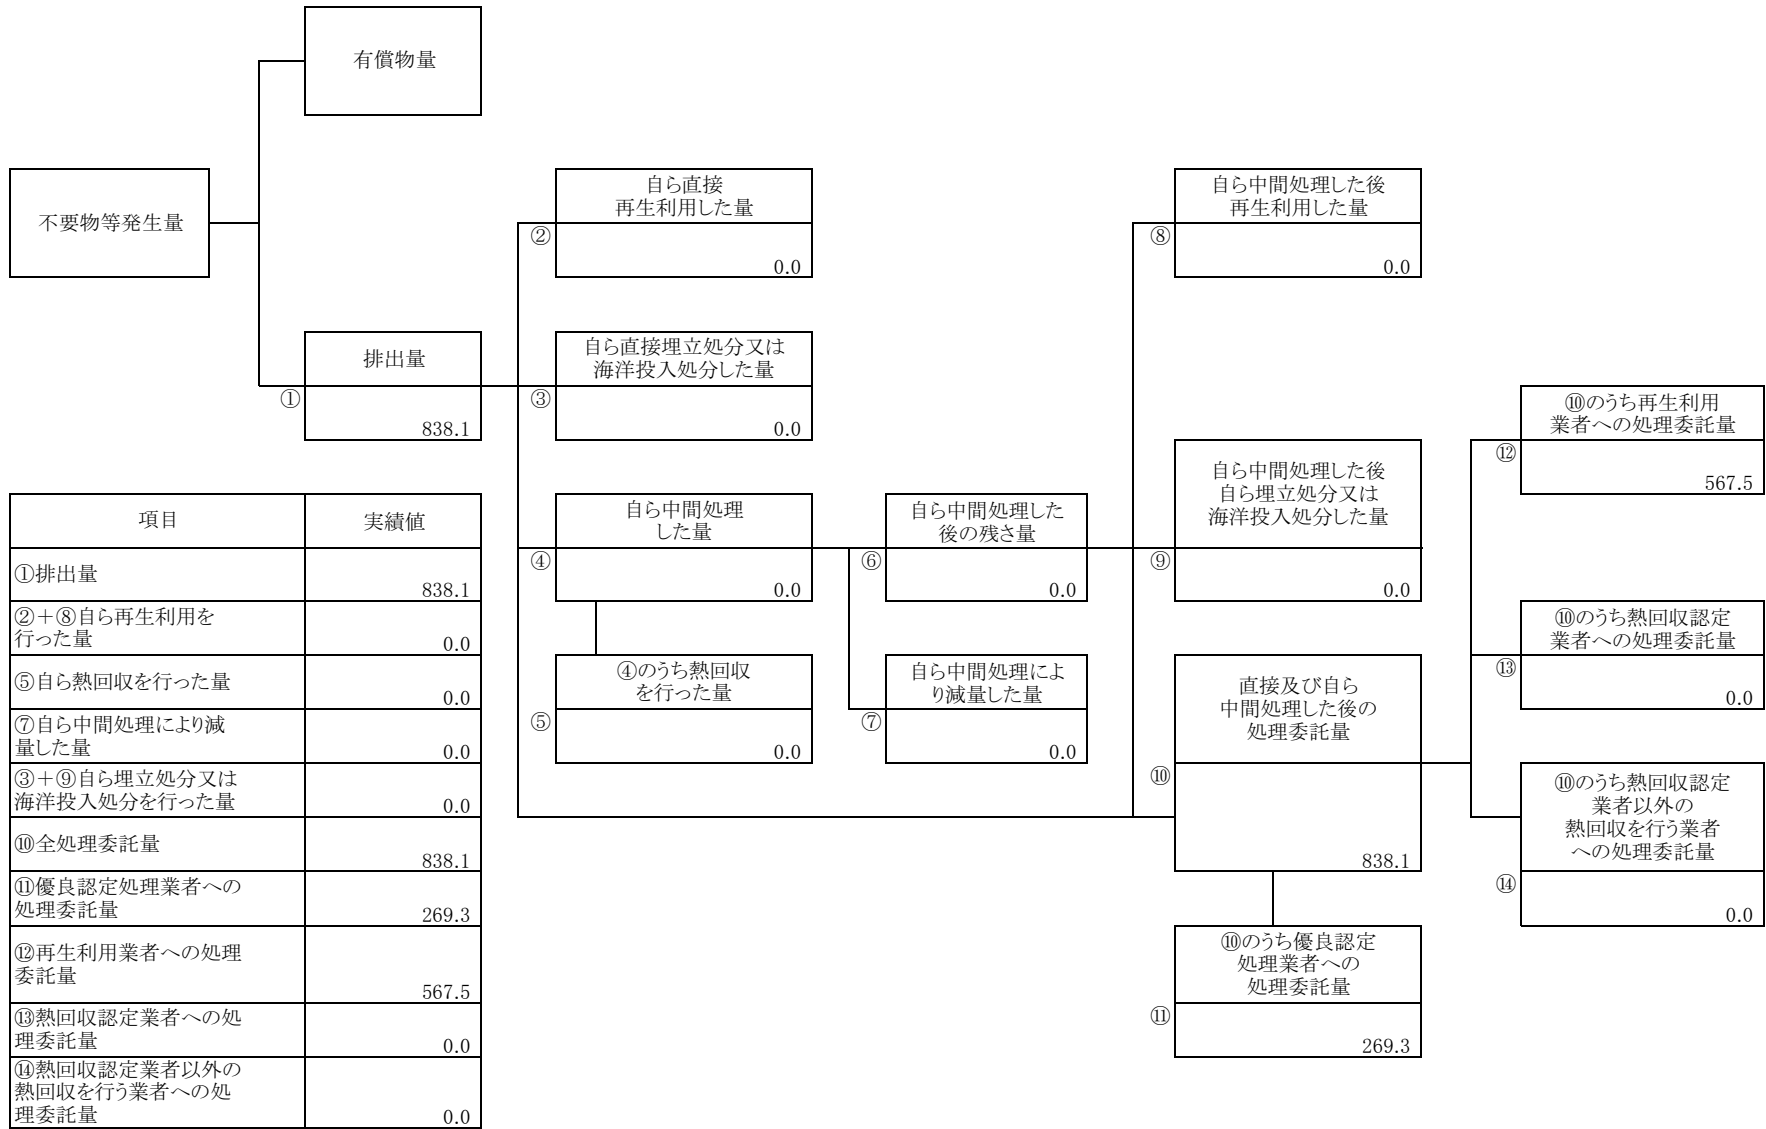 有償物量
不要物等発生量
排出量
①
838.1
自ら直接
再生利用した量
②
0.0
自ら直接埋立処分又は
海洋投入処分した量
③
0.0
自ら中間処理
した量
④
0.0
④のうち熱回収
を行った量
⑤
0.0
自ら中間処理した
後の残さ量
⑥
0.0
自ら中間処理によ
り減量した量
⑦
0.0
自ら中間処理した後
再生利用した量
⑧
0.0
自ら中間処理した後
自ら埋立処分又は
海洋投入処分した量
⑨
0.0
直接及び自ら
中間処理した後の
処理委託量
⑩
838.1
⑩のうち優良認定
処理業者への
処理委託量
⑪
269.3
⑩のうち再生利用
業者への処理委託量
⑫
567.5
⑩のうち熱回収認定
業者への処理委託量
⑬
0.0
⑩のうち熱回収認定
業者以外の
熱回収を行う業者
への処理委託量
⑭
0.0
項目 実績値
①排出量
838.1
②＋⑧自ら再生利用を
行った量
0.0
⑤自ら熱回収を行った量
0.0
⑦自ら中間処理により減
量した量
0.0
③＋⑨自ら埋立処分又は
海洋投入処分を行った量
0.0
⑩全処理委託量
838.1
⑪優良認定処理業者への
処理委託量
269.3
⑫再生利用業者への処理
委託量
567.5
⑬熱回収認定業者への処
理委託量
0.0
⑭熱回収認定業者以外の
熱回収を行う業者への処
理委託量
0.0